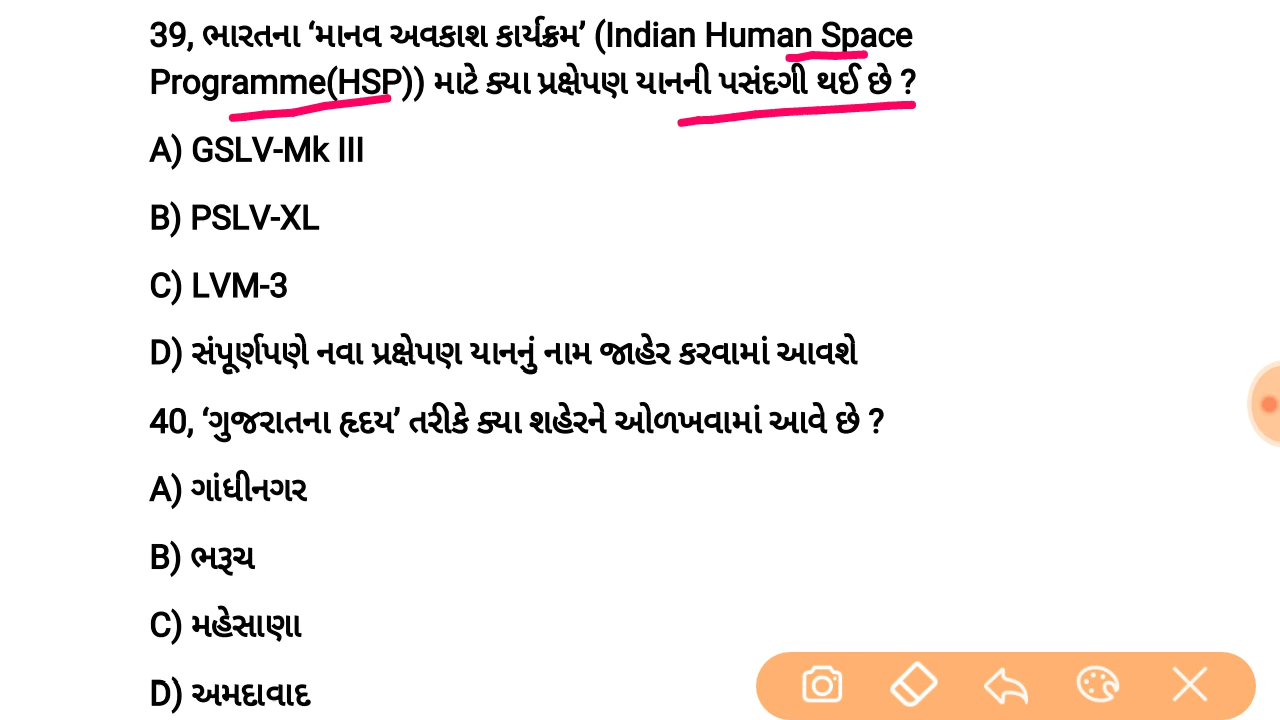 39, ભારતના ‘માનવ અવકાશ કાર્યક્રમ’ (Indian Human Space
Programme(HSP)) માટે ક્યા પ્રક્ષેપણ યાનની પસંદગી થઈ છે ?
A) GSLV-Mk III
B) PSLV-XL
C) LVM-3
D) સંપૂર્ણપણે નવા પ્રક્ષેપણ યાનનું નામ જાહેર કરવામાં આવશે
40, ‘ગુજરાતના હૃદય’ તરીકે ક્યા શહેરને ઓળખવામાં આવે છે ?
A) ગાંધીનગર
B) ભરૂચ
C) મહેસાણા
D) અમદાવાદ